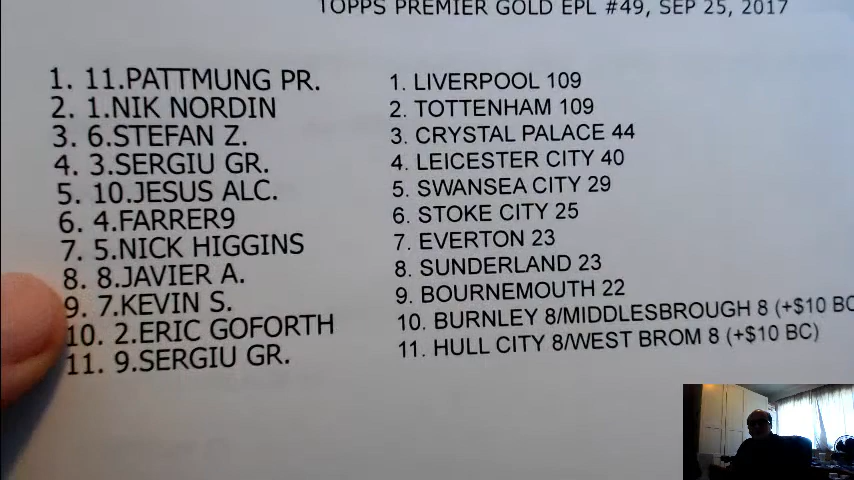 TOPPS PREMIER GOLD EPL #49, SEP 25, 2017
1. 11.PATTMUNG PR.
2. 1.NIK NORDIN
3. 6.STEFAN Z.
4. 3.SERGIU GR.
5. 10.JESUS ALC.
6. 4.FARRER9
7. 5.NICK HIGGINS
8. 8.JAVIER A.
9. 7.KEVIN S.
10. 2.ERIC GOFORTH
11. 9.SERGIU GR.
1. LIVERPOOL 109
2. TOTTENHAM 109
3. CRYSTAL PALACE 44
4. LEICESTER CITY 40
5. SWANSEA CITY 29
6. STOKE CITY 25
7. EVERTON 23
8. SUNDERLAND 23
9. BOURNEMOUTH 22
10. BURNLEY 8/MIDDLESBROUGH 8 (+$10 BC
11. HULL CITY 8/WEST BROM 8 (+$10 BC)